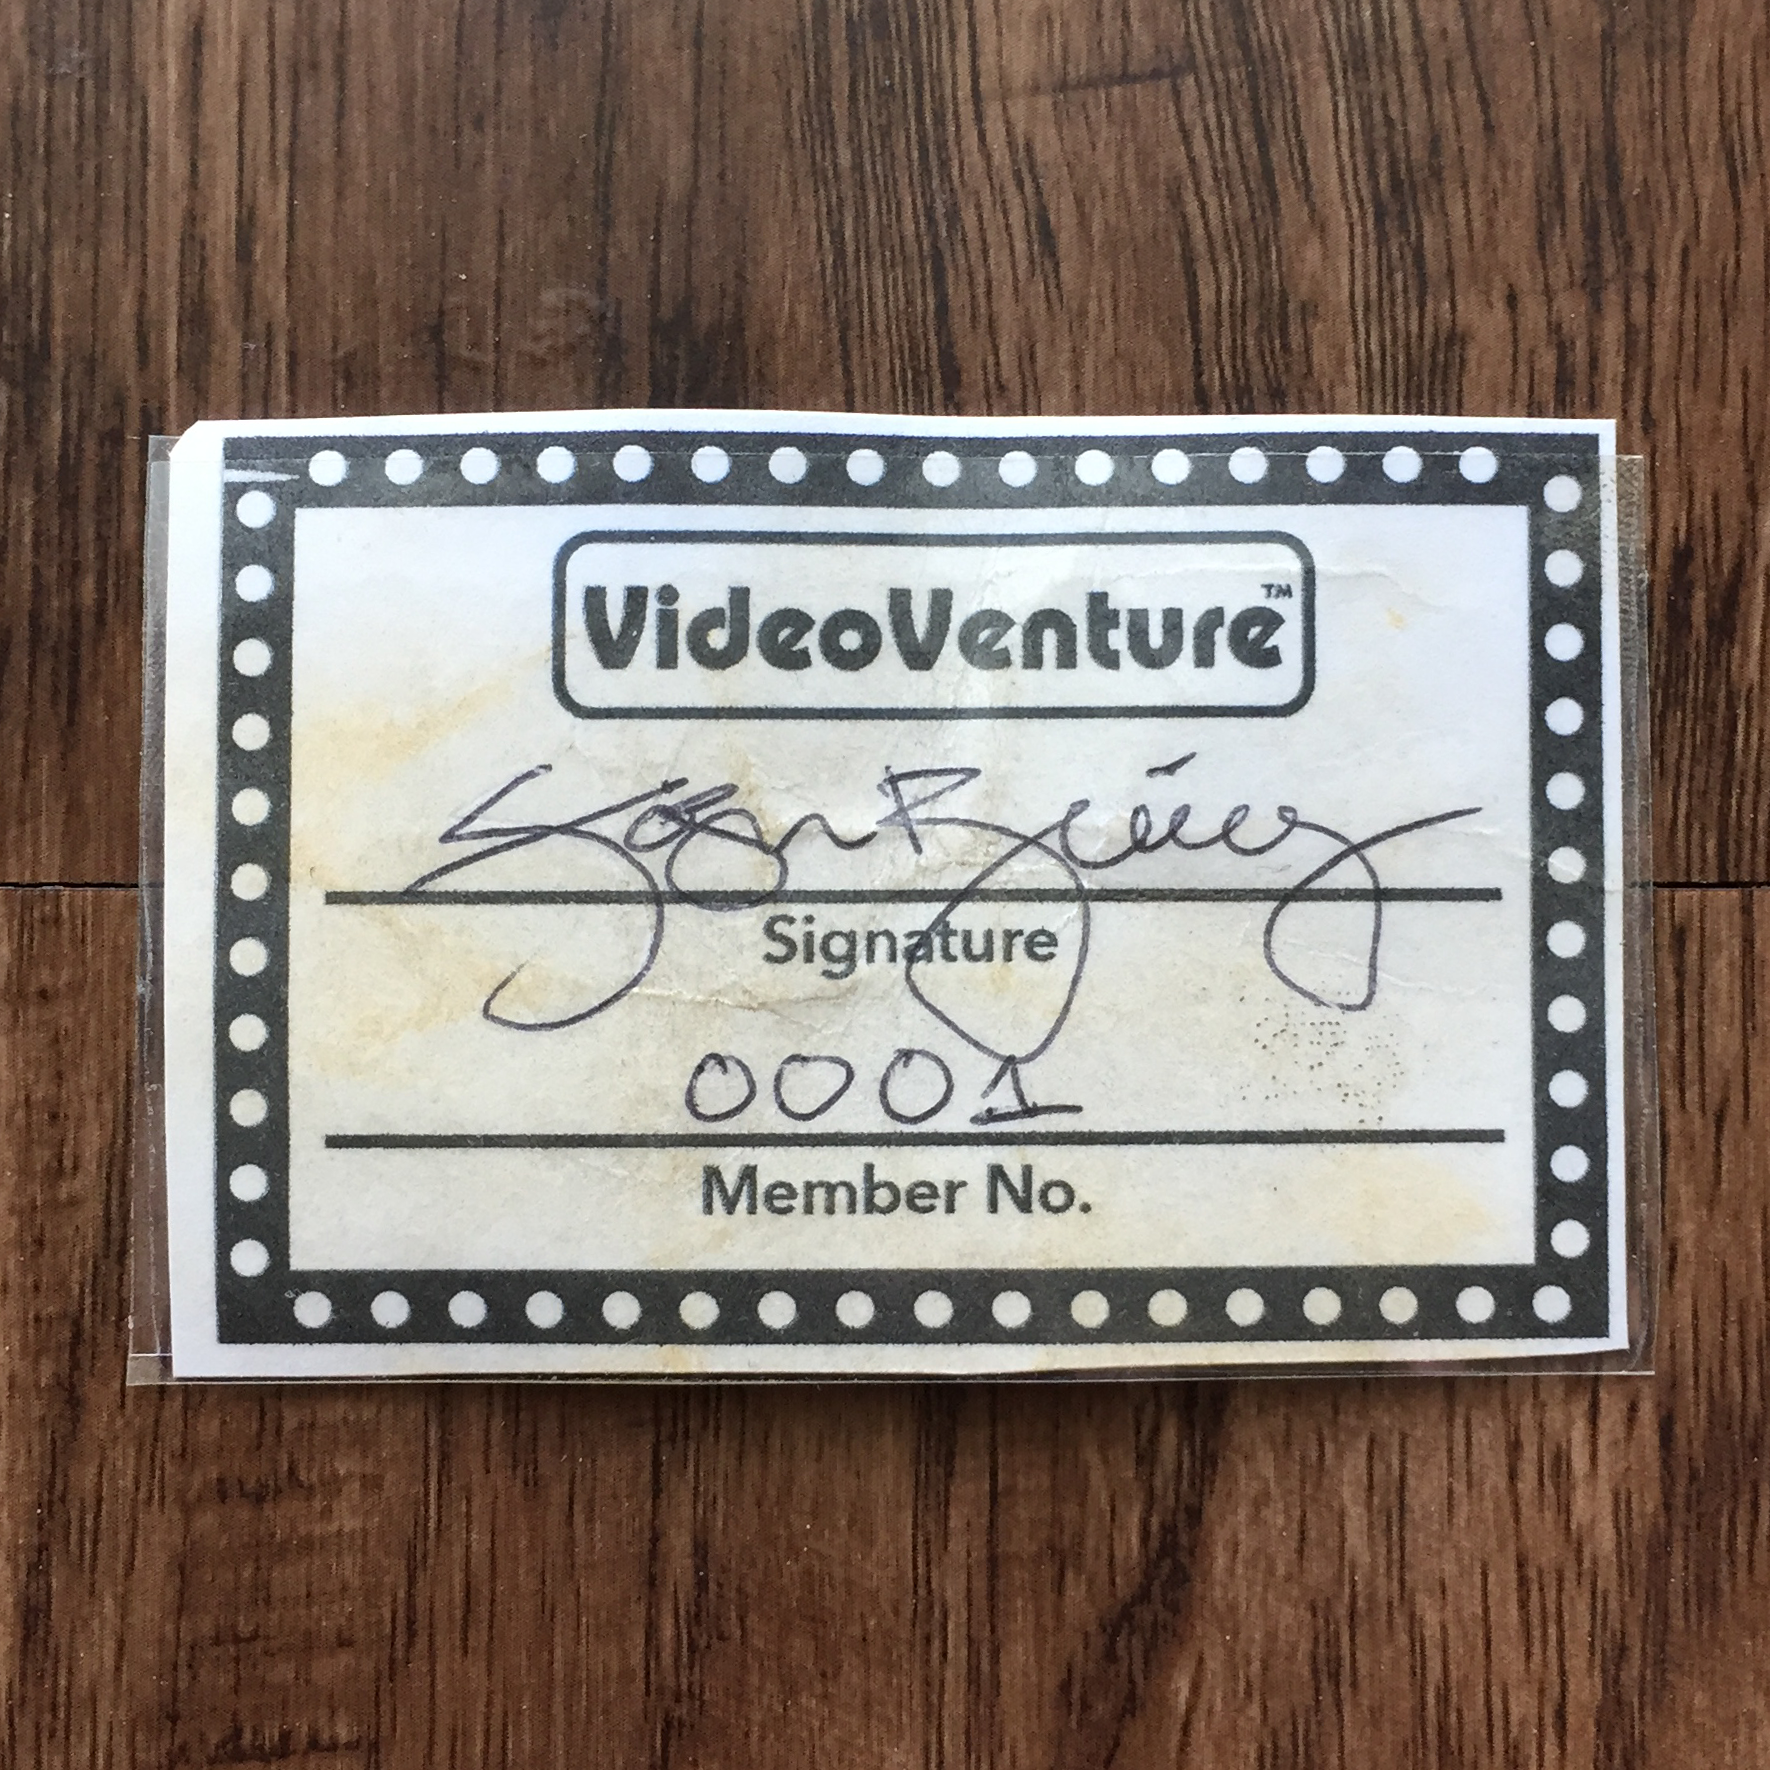 VideoVenture™
Signature
0001
Member No.